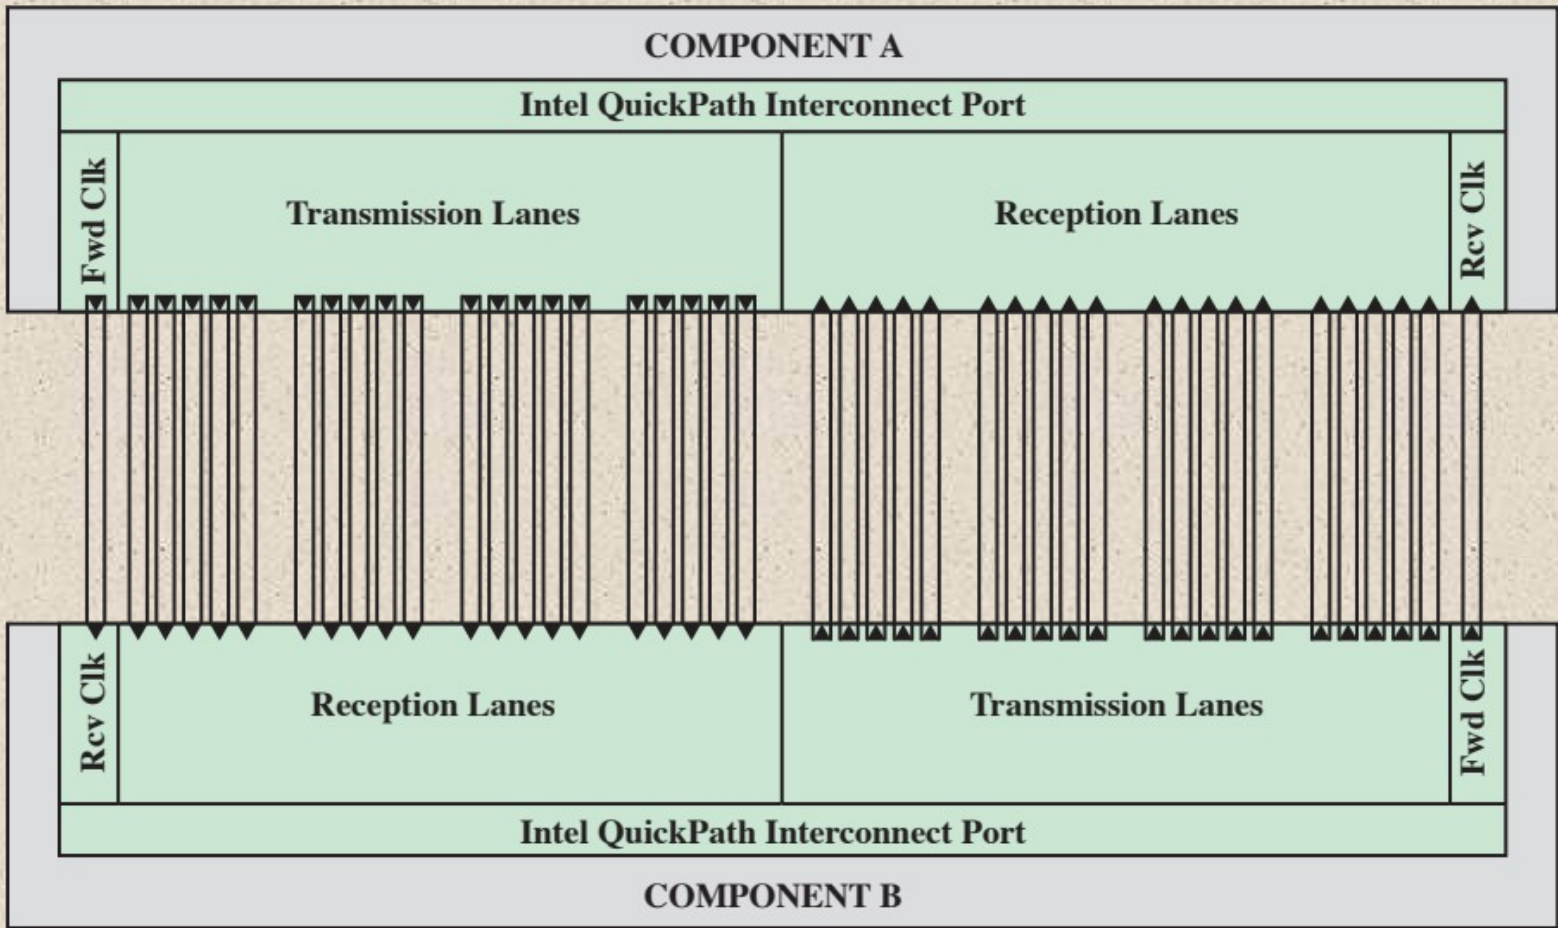 COMPONENT A
Intel QuickPath Interconnect Port
Fwd Clk
Transmission Lanes
Reception Lanes
Rcv Clk
Rcv Clk
Reception Lanes
Transmission Lanes
Fwd Clk
Intel QuickPath Interconnect Port
COMPONENT B